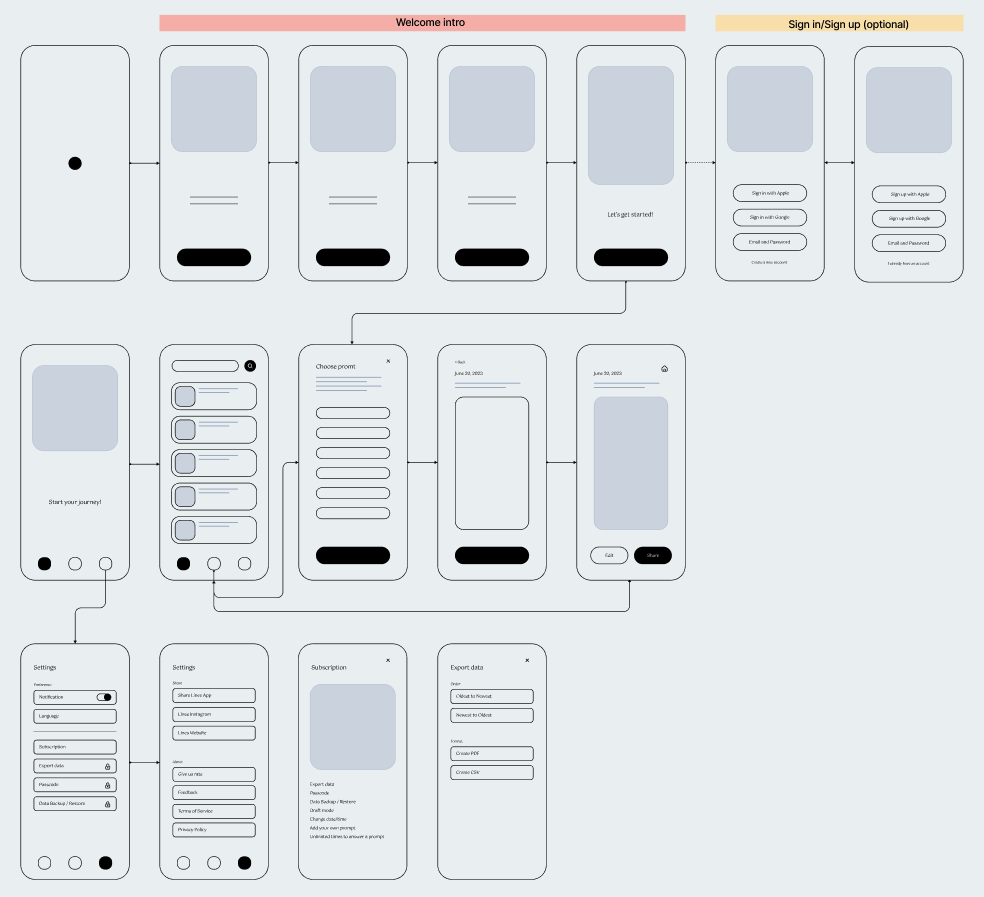 Welcome intro
Sign in/Sign up (optional)
Let's get started!
Sign in with Apple
Sign in with Google
Email and Password
Create a new account
Sign up with Apple
Sign up with Google
Email and Password
I already have an account
Start your journey!
Choose promt
< Back
June 20, 2023
June 20, 2023
Edit
Share
Settings
Notification
Language
Subscription
Export data
Passcode
Data Backup / Restore
Settings
Share
Share Lines App
Lines Instagram
Lines Website
About
Give us rate
Feedback
Terms of Service
Privacy Policy
Subscription
Export data
Passcode
Data Backup / Restore
Draft mode
Change data/time
Add your own prompt
Unlimited times to answer a prompt
Export data
Order
Oldest to Newest
Newest to Oldest
Format
Create PDF
Create CSV